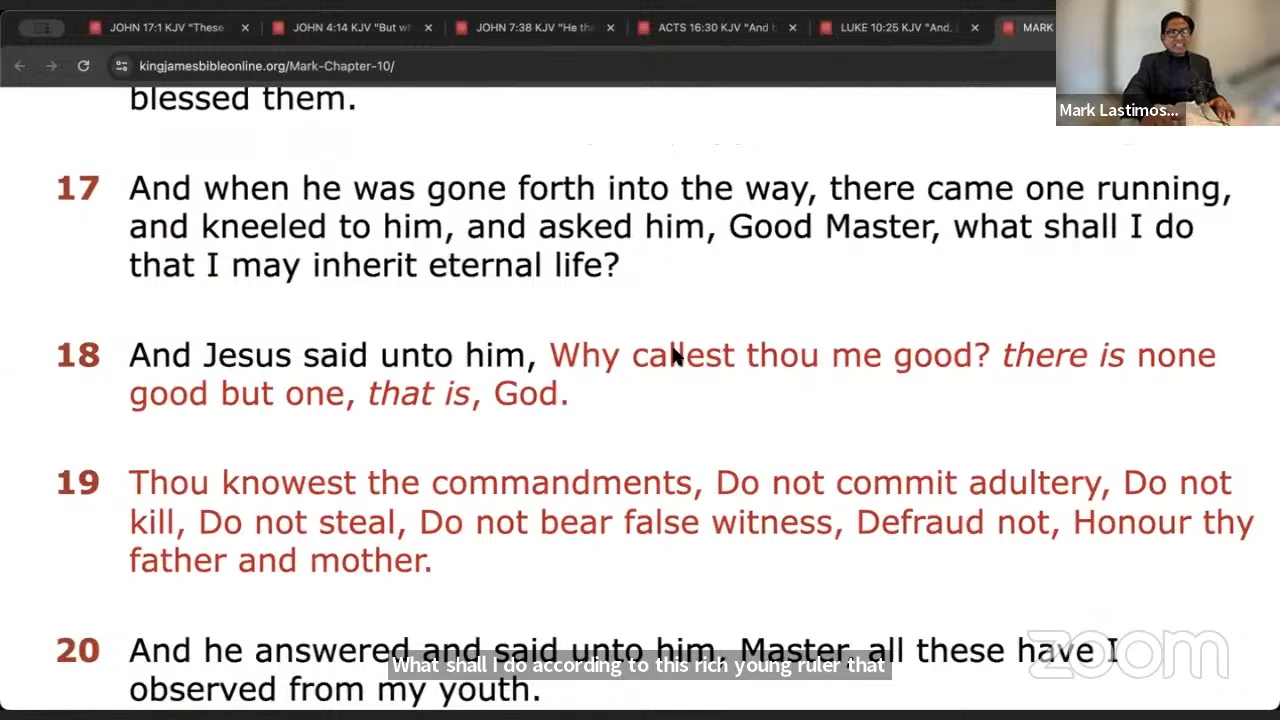 JOHN 17:1 KJV "These
JOHN 4:14 KJV "But wh
JOHN 7:38 KJV "He tha
ACTS 16:30 KJV "And b
LUKE 10:25 KJV "And,
MARK
kingjamesbibleonline.org/Mark-Chapter-10/
Mark Lastimos...
blessed them.
17 And when he was gone forth into the way, there came one running,
and kneeled to him, and asked him, Good Master, what shall I do
that I may inherit eternal life?
18 And Jesus said unto him, Why callest thou me good? there is none
good but one, that is, God.
19 Thou knowest the commandments, Do not commit adultery, Do not
kill, Do not steal, Do not bear false witness, Defraud not, Honour thy
father and mother.
20 And he answered and said unto him, Master, all these have I
observed from my youth.
What shall I do according to this rich young ruler that
zoom